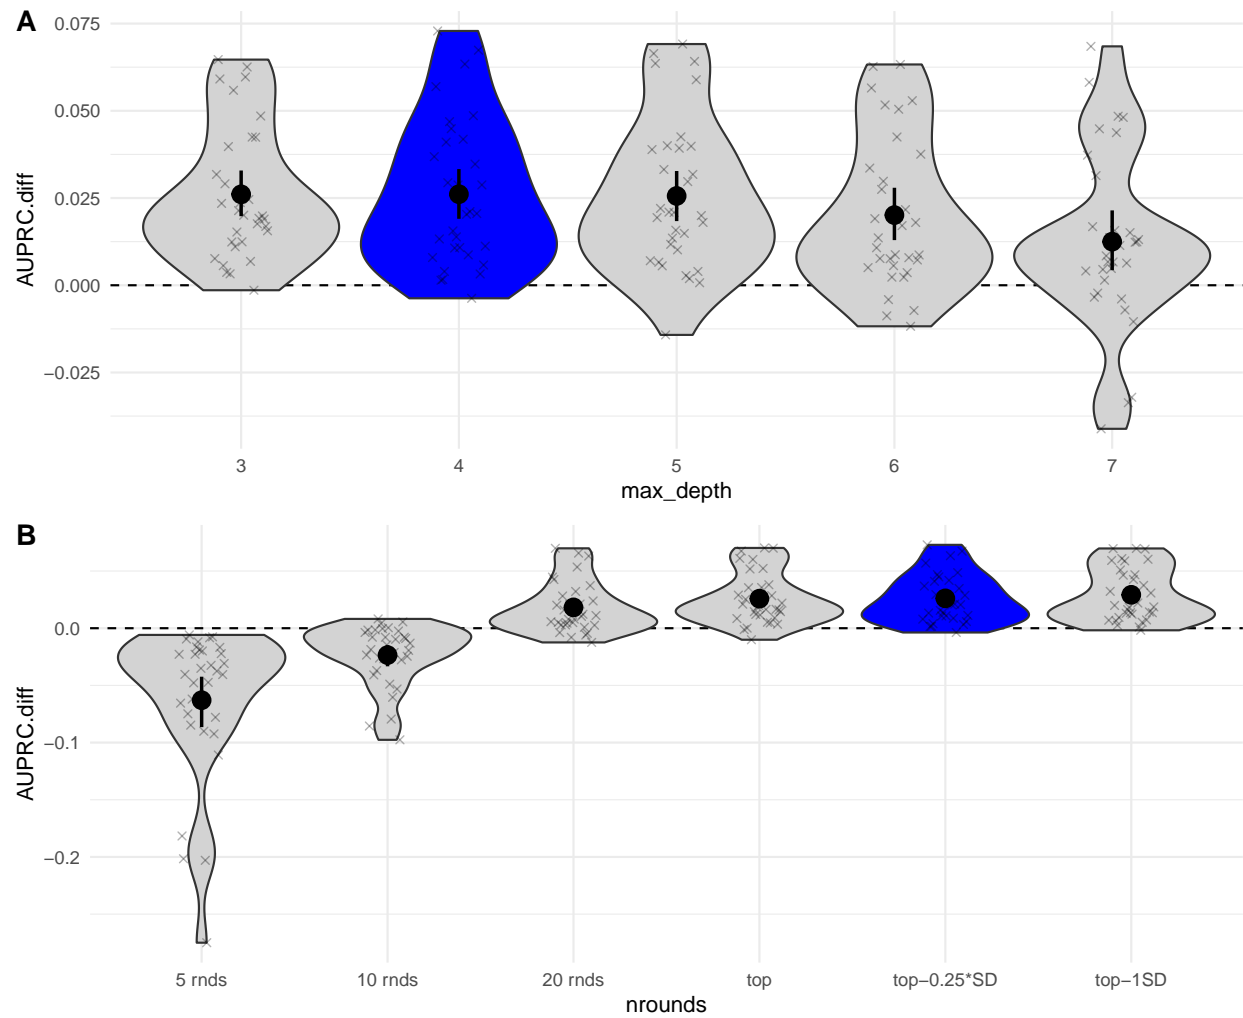 A
0.075
0.050
0.025
0.000
−0.025
AUPRC.diff
3 4 5 6 7
max_depth
B
0.0
−0.1
−0.2
AUPRC.diff
5 rnds 10 rnds 20 rnds top top−0.25*SD top−1SD
nrounds